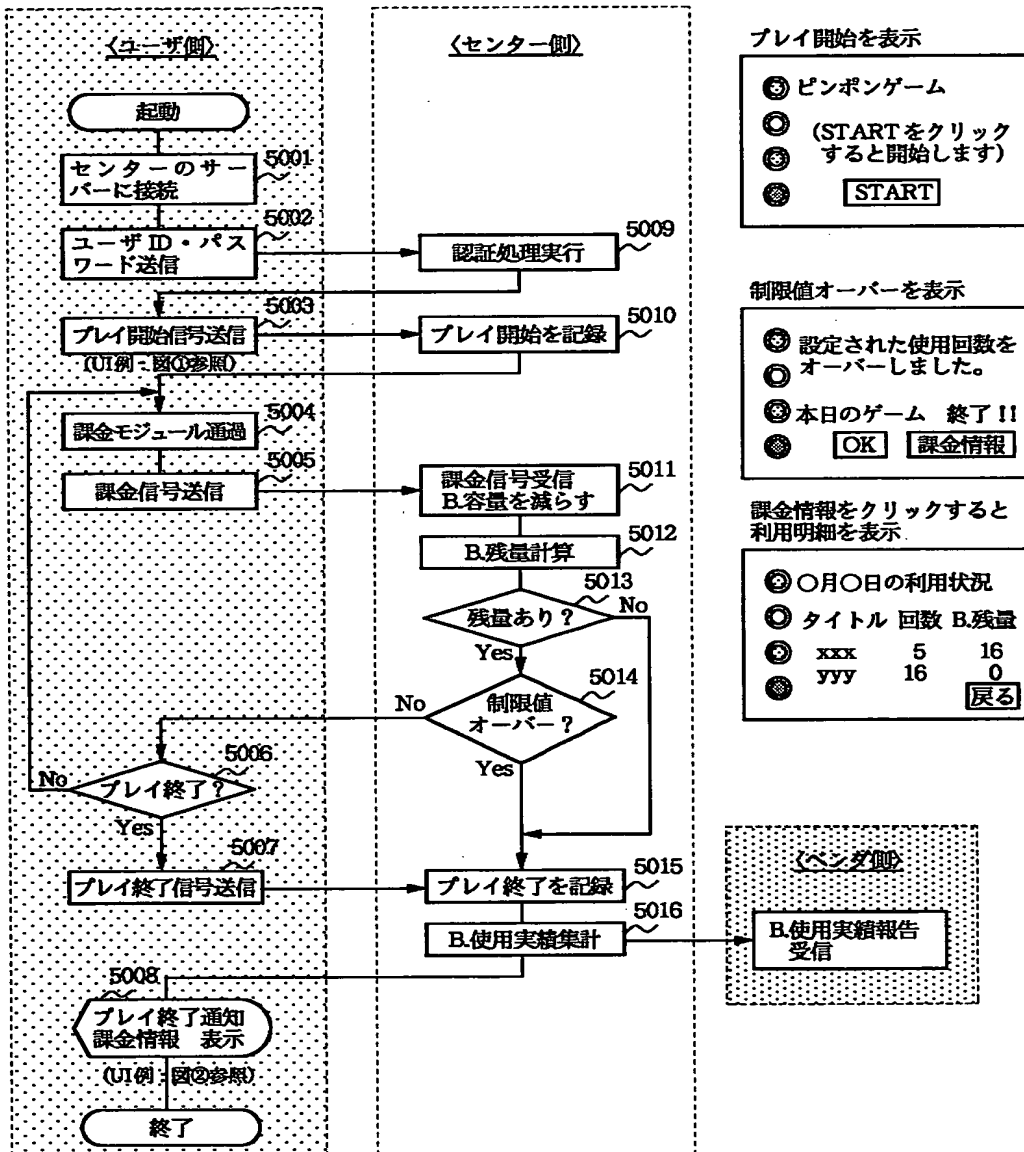 〈ユーザ側〉
起動
5001
センターのサー
バーに接続
5002
ユーザID・パス
ワード送信
5003
プレイ開始信号送信
(UI例:図①参照)
5004
課金モジュール通過
5005
課金信号送信
5006
プレイ終了?
No
Yes
5007
プレイ終了信号送信
5008
プレイ終了通知
課金情報 表示
(UI例:図②参照)
終了
〈センター側〉
5009
認証処理実行
5010
プレイ開始を記録
5011
課金信号受信
B.容量を減らす
5012
B.残量計算
5013
残量あり?
No
Yes
5014
制限値
オーバー?
No
Yes
5015
プレイ終了を記録
5016
B.使用実績集計
〈ベンダ側〉
B.使用実績報告
受信
プレイ開始を表示
ピンポンゲーム
(STARTをクリック
すると開始します)
START
制限値オーバーを表示
設定された使用回数を
オーバーしました。
本日のゲーム 終了!!
OK 課金情報
課金情報をクリックすると
利用明細を表示
○月○日の利用状況
タイトル 回数 B.残量
xxx 5 16
yyy 16 0
戻る